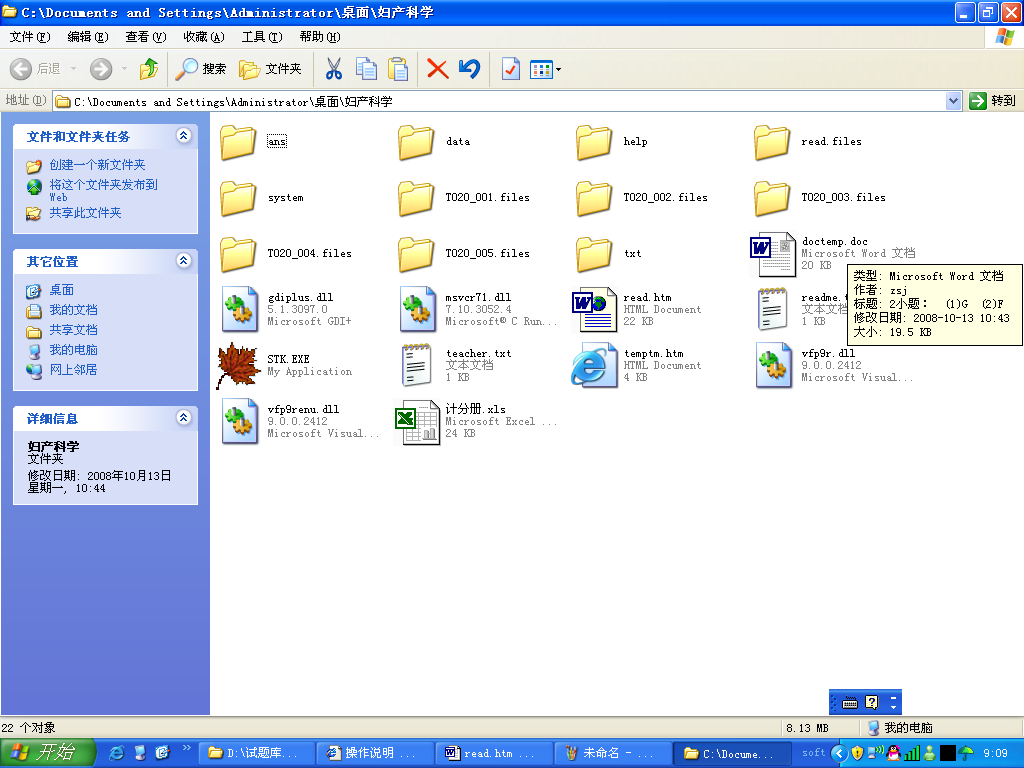 C:\Documents and Settings\Administrator\桌面\妇产科学
文件(F) 编辑(E) 查看(V) 收藏(A) 工具(T) 帮助(H)
后退 搜索 文件夹
地址(D) C:\Documents and Settings\Administrator\桌面\妇产科学 转到
文件和文件夹任务
创建一个新文件夹
将这个文件夹发布到
Web
共享此文件夹
其它位置
桌面
我的文档
共享文档
我的电脑
网上邻居
详细信息
妇产科学
文件夹
修改日期: 2008年10月13日
星期一, 10:44
ans data help read.files
system T020_001.files T020_002.files T020_003.files
T020_004.files T020_005.files txt doctemp.doc
Microsoft Word 文档
20 KB
gdiplus.dll
5.1.3097.0
Microsoft GDI+
msvcr71.dll
7.10.3052.4
Microsoft® C Run...
read.htm
HTML Document
22 KB
readme.t
文本文档
1 KB
类型: Microsoft Word 文档
作者: zsj
标题: 2小题: (1)G (2)F
修改日期: 2008-10-13 10:43
大小: 19.5 KB
STK.EXE
My Application
teacher.txt
文本文档
1 KB
temptm.htm
HTML Document
4 KB
vfp9r.dll
9.0.0.2412
Microsoft Visual...
vfp9renu.dll
9.0.0.2412
Microsoft Visual...
计分册.xls
Microsoft Excel ...
24 KB
22 个对象 8.13 MB 我的电脑
开始 D:\试题库... 操作说明 ... read.htm ... 未命名 - ... C:\Docume... soft 9:09